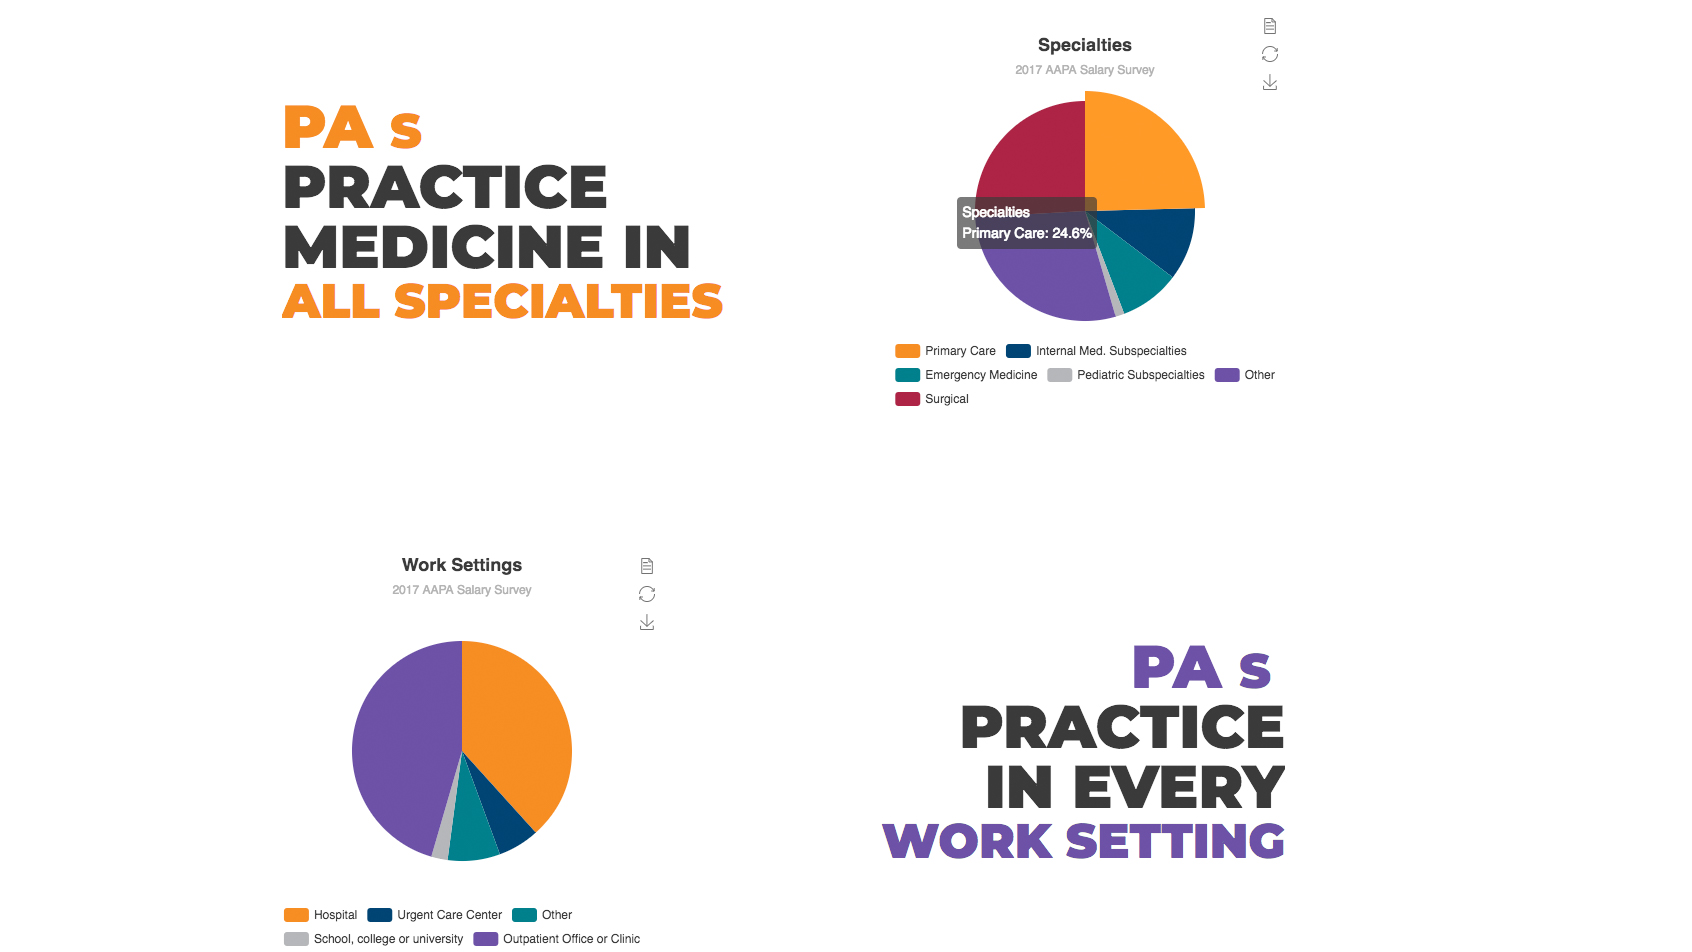 PA s
PRACTICE
MEDICINE IN
ALL SPECIALTIES
Specialties
2017 AAPA Salary Survey
Specialties
Primary Care: 24.6%
Primary Care Internal Med. Subspecialties
Emergency Medicine Pediatric Subspecialties Other
Surgical
Work Settings
2017 AAPA Salary Survey
Hospital Urgent Care Center Other
School, college or university Outpatient Office or Clinic
PA s
PRACTICE
IN EVERY
WORK SETTING